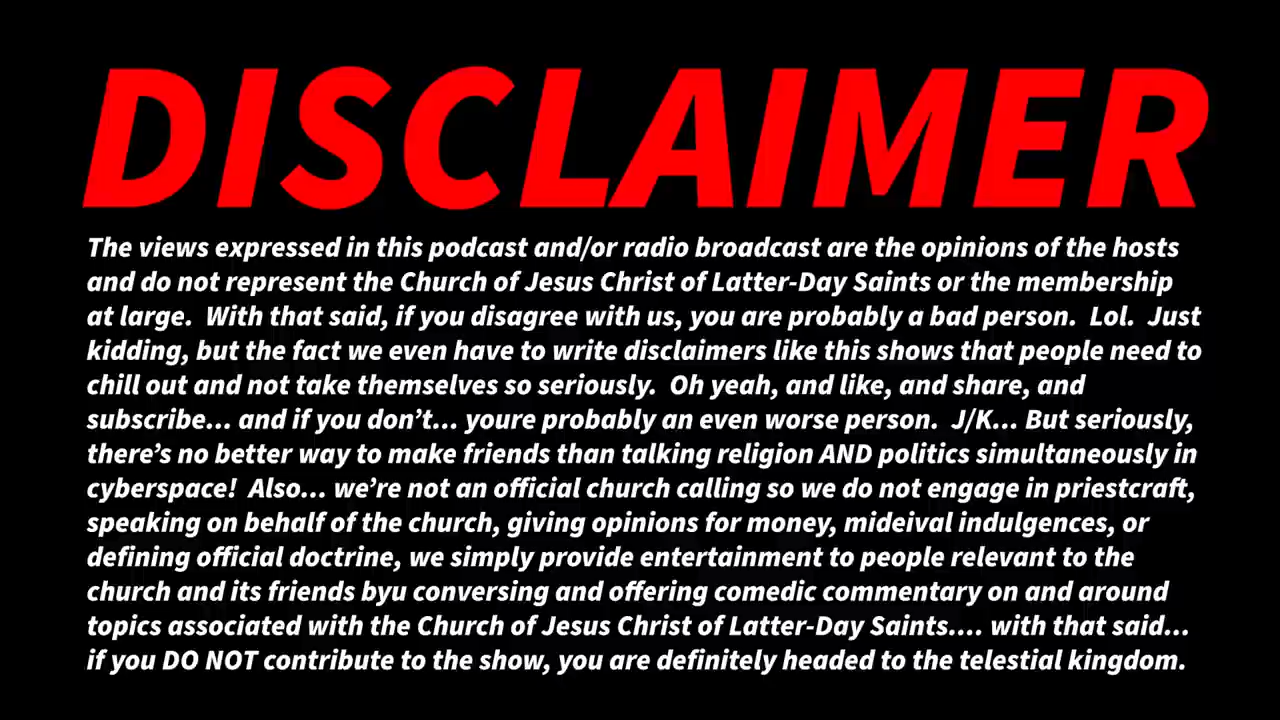 DISCLAIMER
The views expressed in this podcast and/or radio broadcast are the opinions of the hosts
and do not represent the Church of Jesus Christ of Latter-Day Saints or the membership
at large.  With that said, if you disagree with us, you are probably a bad person.  Lol.  Just
kidding, but the fact we even have to write disclaimers like this shows that people need to
chill out and not take themselves so seriously.  Oh yeah, and like, and share, and
subscribe... and if you don’t... youre probably an even worse person.  J/K... But seriously,
there’s no better way to make friends than talking religion AND politics simultaneously in
cyberspace!  Also... we’re not an official church calling so we do not engage in priestcraft,
speaking on behalf of the church, giving opinions for money, mideival indulgences, or
defining official doctrine, we simply provide entertainment to people relevant to the
church and its friends byu conversing and offering comedic commentary on and around
topics associated with the Church of Jesus Christ of Latter-Day Saints.... with that said...
if you DO NOT contribute to the show, you are definitely headed to the telestial kingdom.